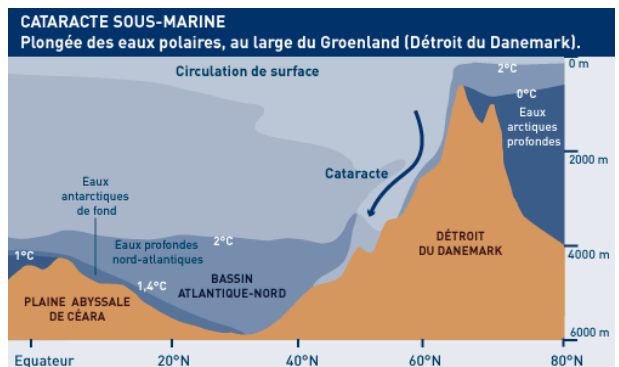 CATARACTE SOUS-MARINE
Plongée des eaux polaires, au large du Groenland (Détroit du Danemark).
Circulation de surface
2°C
0 m
0°C
Eaux
arctiques
profondes
2000 m
Cataracte
Eaux
antarctiques
de fond
Eaux profondes
nord-atlantiques
2°C
DÉTROIT
DU DANEMARK
4000 m
1°C
1,4°C
BASSIN
ATLANTIQUE-NORD
PLAINE ABYSSALE
DE CÉARA
6000 m
Equateur
20°N
40°N
60°N
80°N